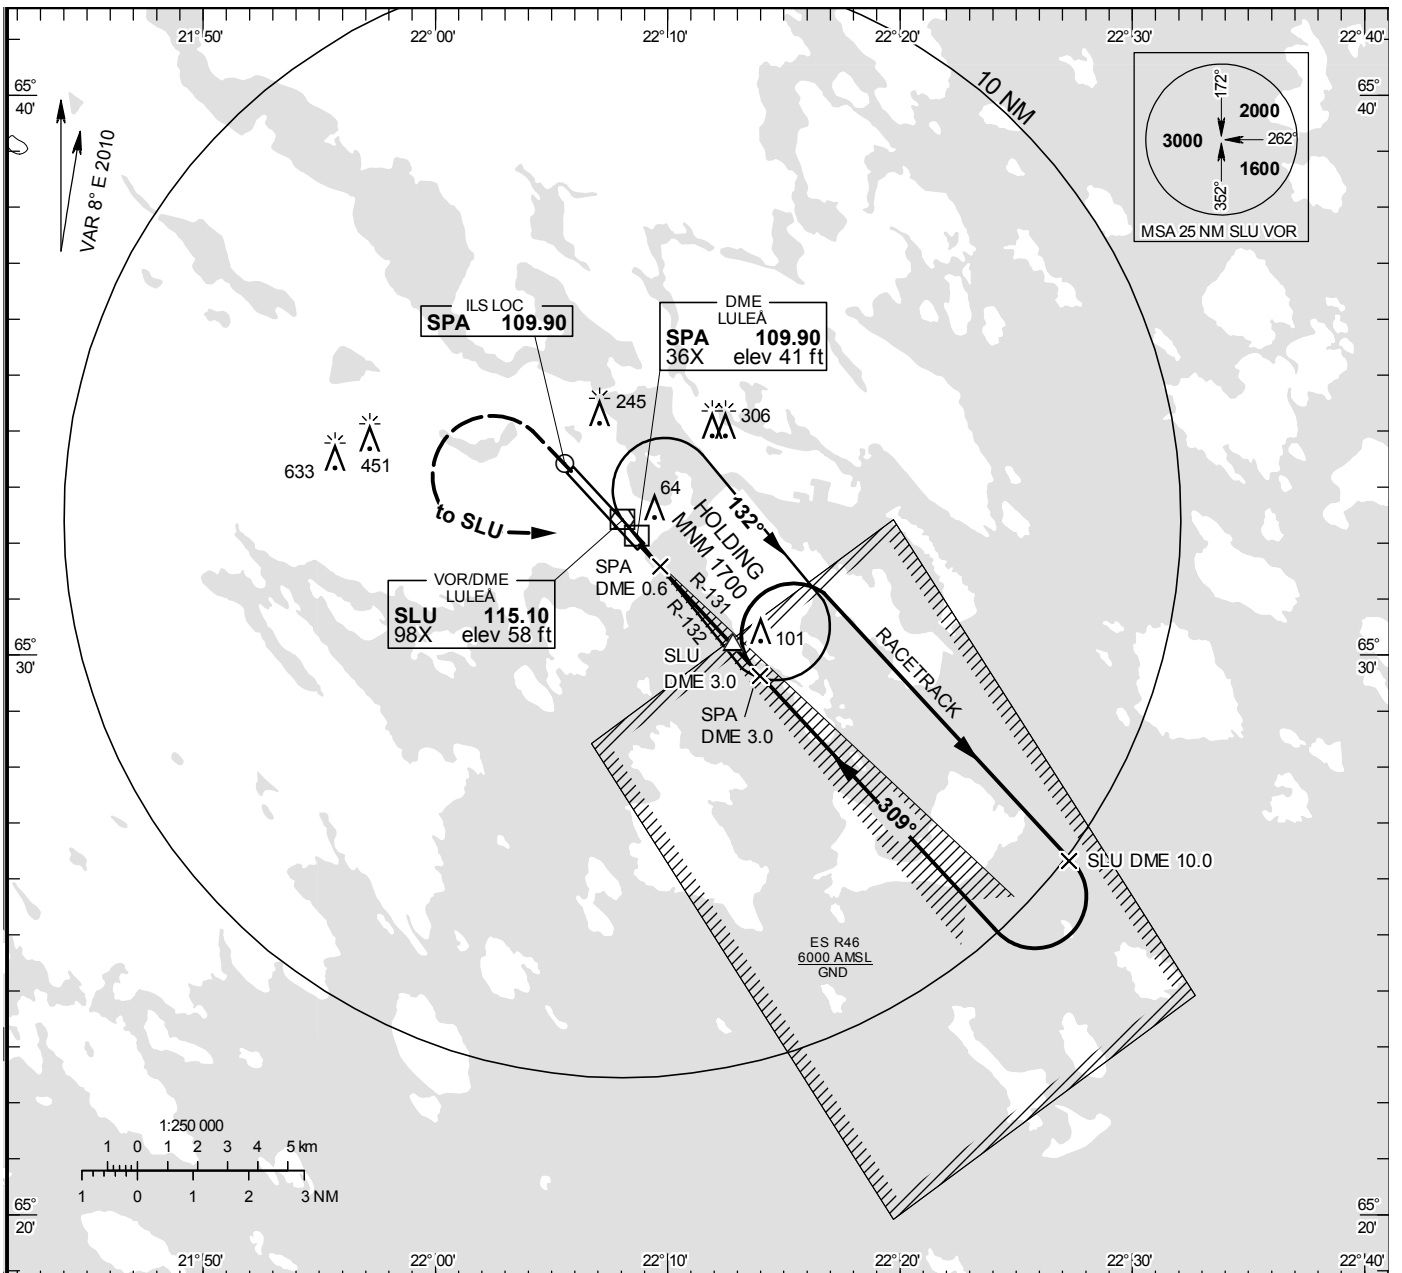 21°50' 22°00' 22°10' 22°20' 22°30' 22°40'
65°
40'
65°
40'
10 NM
172°
2000
3000
262°
1600
352°
MSA 25 NM SLU VOR
VAR 8° E 2010
ILS LOC
SPA 109.90
DME
LULEÅ
SPA 109.90
36X elev 41 ft
245
306
633
451
64
to SLU
132°
HOLDING
MNM 1700
SPA
DME 0.6
R-131
R-132
VOR/DME
LULEÅ
SLU 115.10
98X elev 58 ft
101
RACETRACK
65°
30'
65°
30'
SLU
DME 3.0
SPA
DME 3.0
309°
SLU DME 10.0
ES R46
6000 AMSL
GND
1:250 000
1 0 1 2 3 4 5 km
1 0 1 2 3 NM
65°
20'
65°
20'
21°50' 22°00' 22°10' 22°20' 22°30' 22°40'